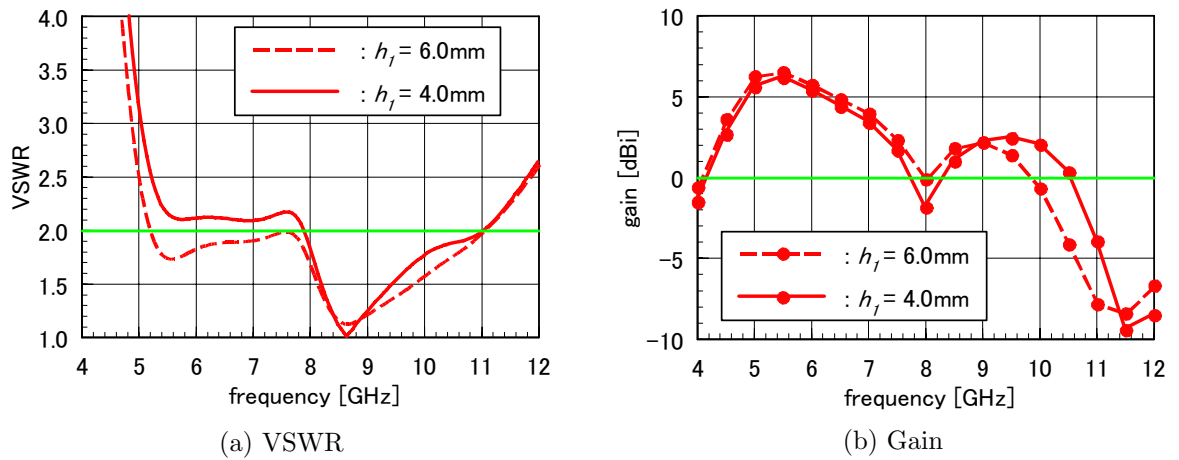 4.0
3.5
3.0
2.5
2.0
1.5
1.0
VSWR
: h1 = 6.0mm
: h1 = 4.0mm
4 5 6 7 8 9 10 11 12
frequency [GHz]
(a) VSWR
10
5
0
-5
-10
gain [dBi]
: h1 = 6.0mm
: h1 = 4.0mm
4 5 6 7 8 9 10 11 12
frequency [GHz]
(b) Gain